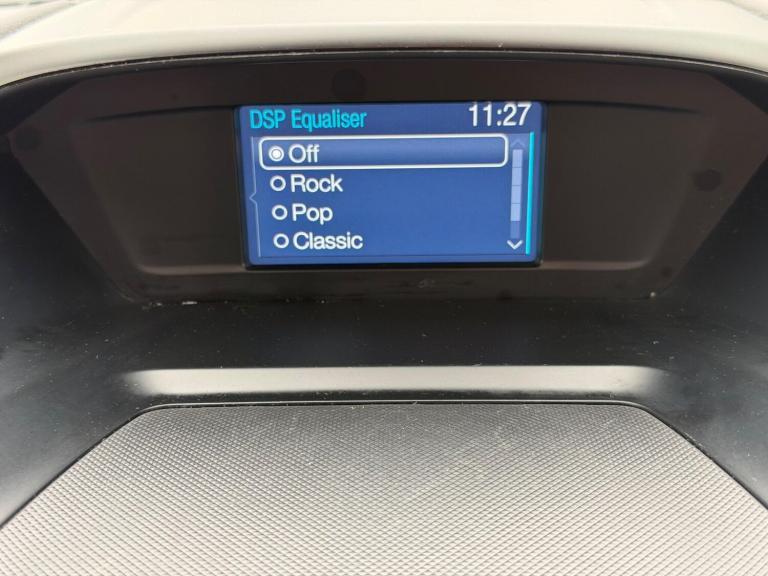 DSP Equaliser 11:27
Off
Rock
Pop
Classic